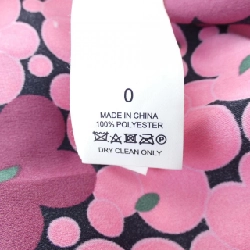 0
MADE IN CHINA
100% POLYESTER
DRY CLEAN ONLY